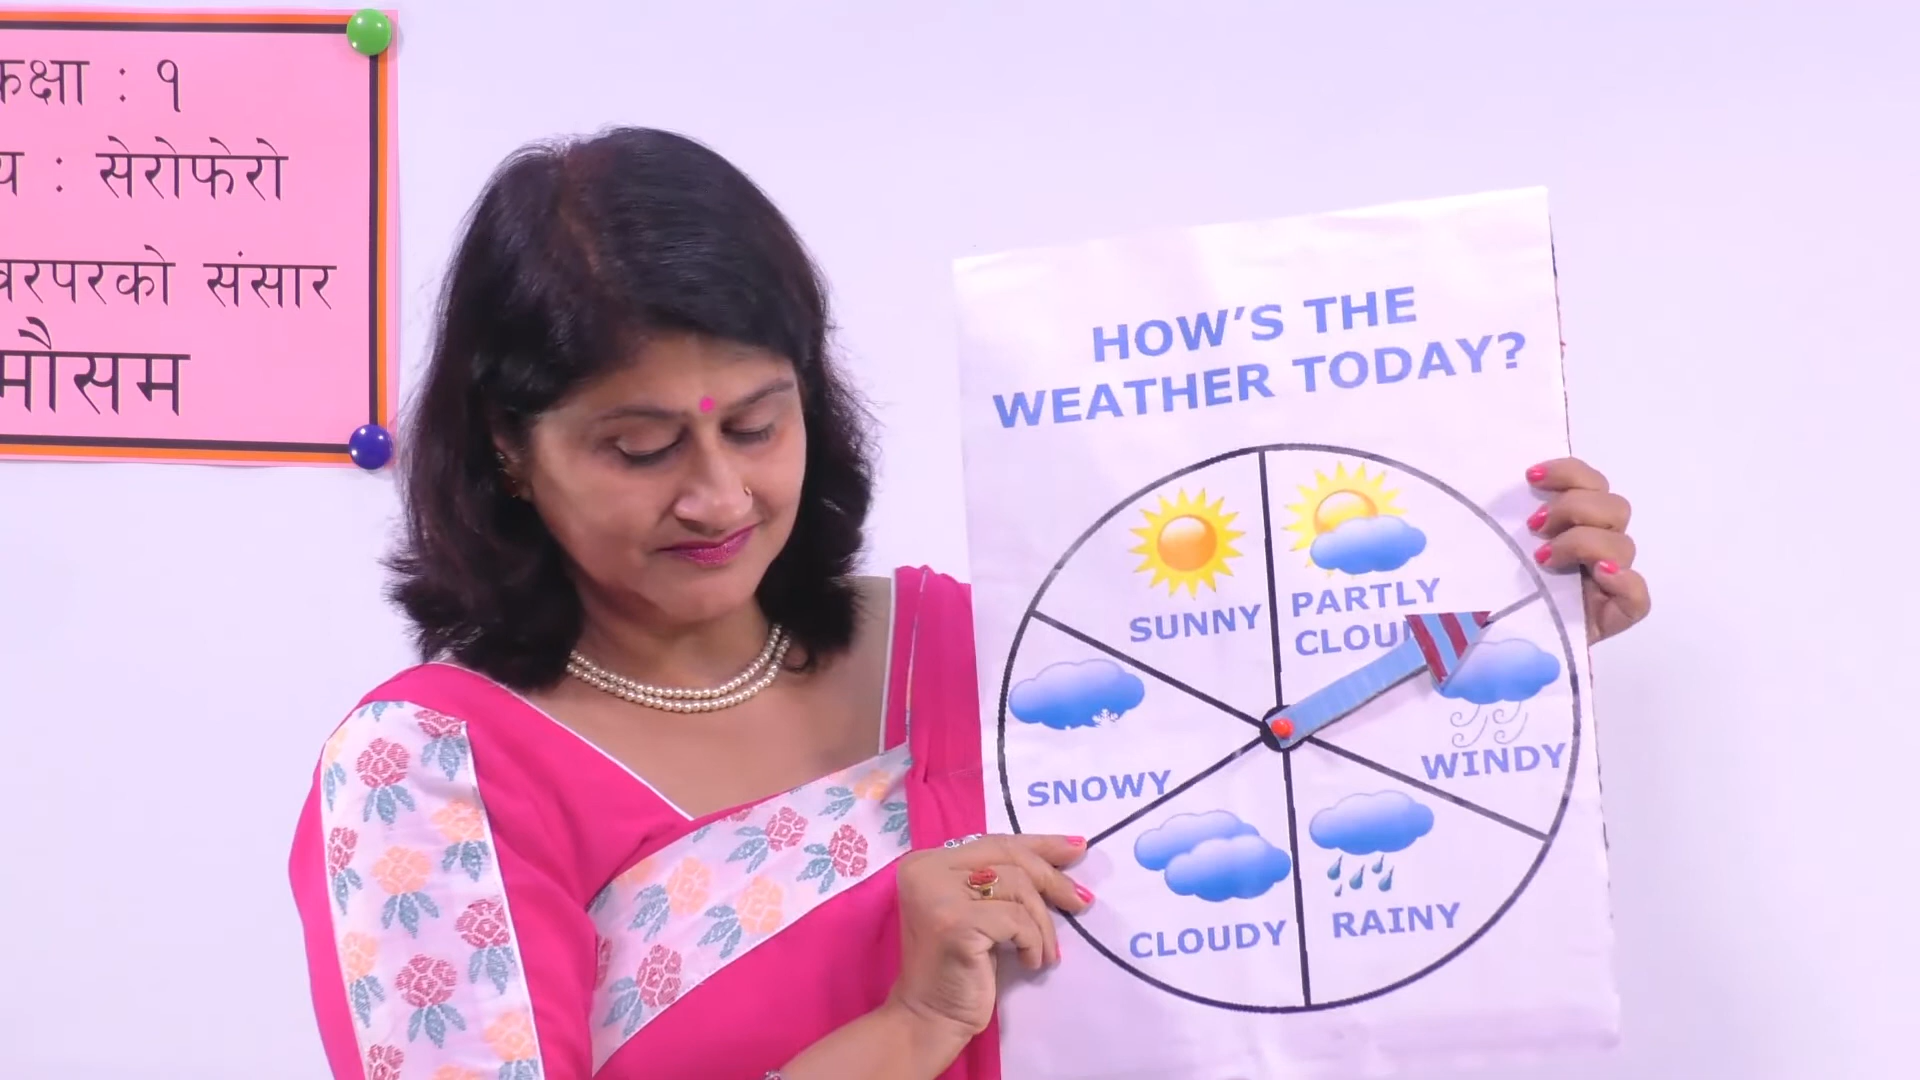 कक्षा : १
: सेरोफेरो
वरपरको संसार
मौसम
HOW'S THE
WEATHER TODAY?
SUNNY
PARTLY
WINDY
SNOWY
CLOUDY
RAINY